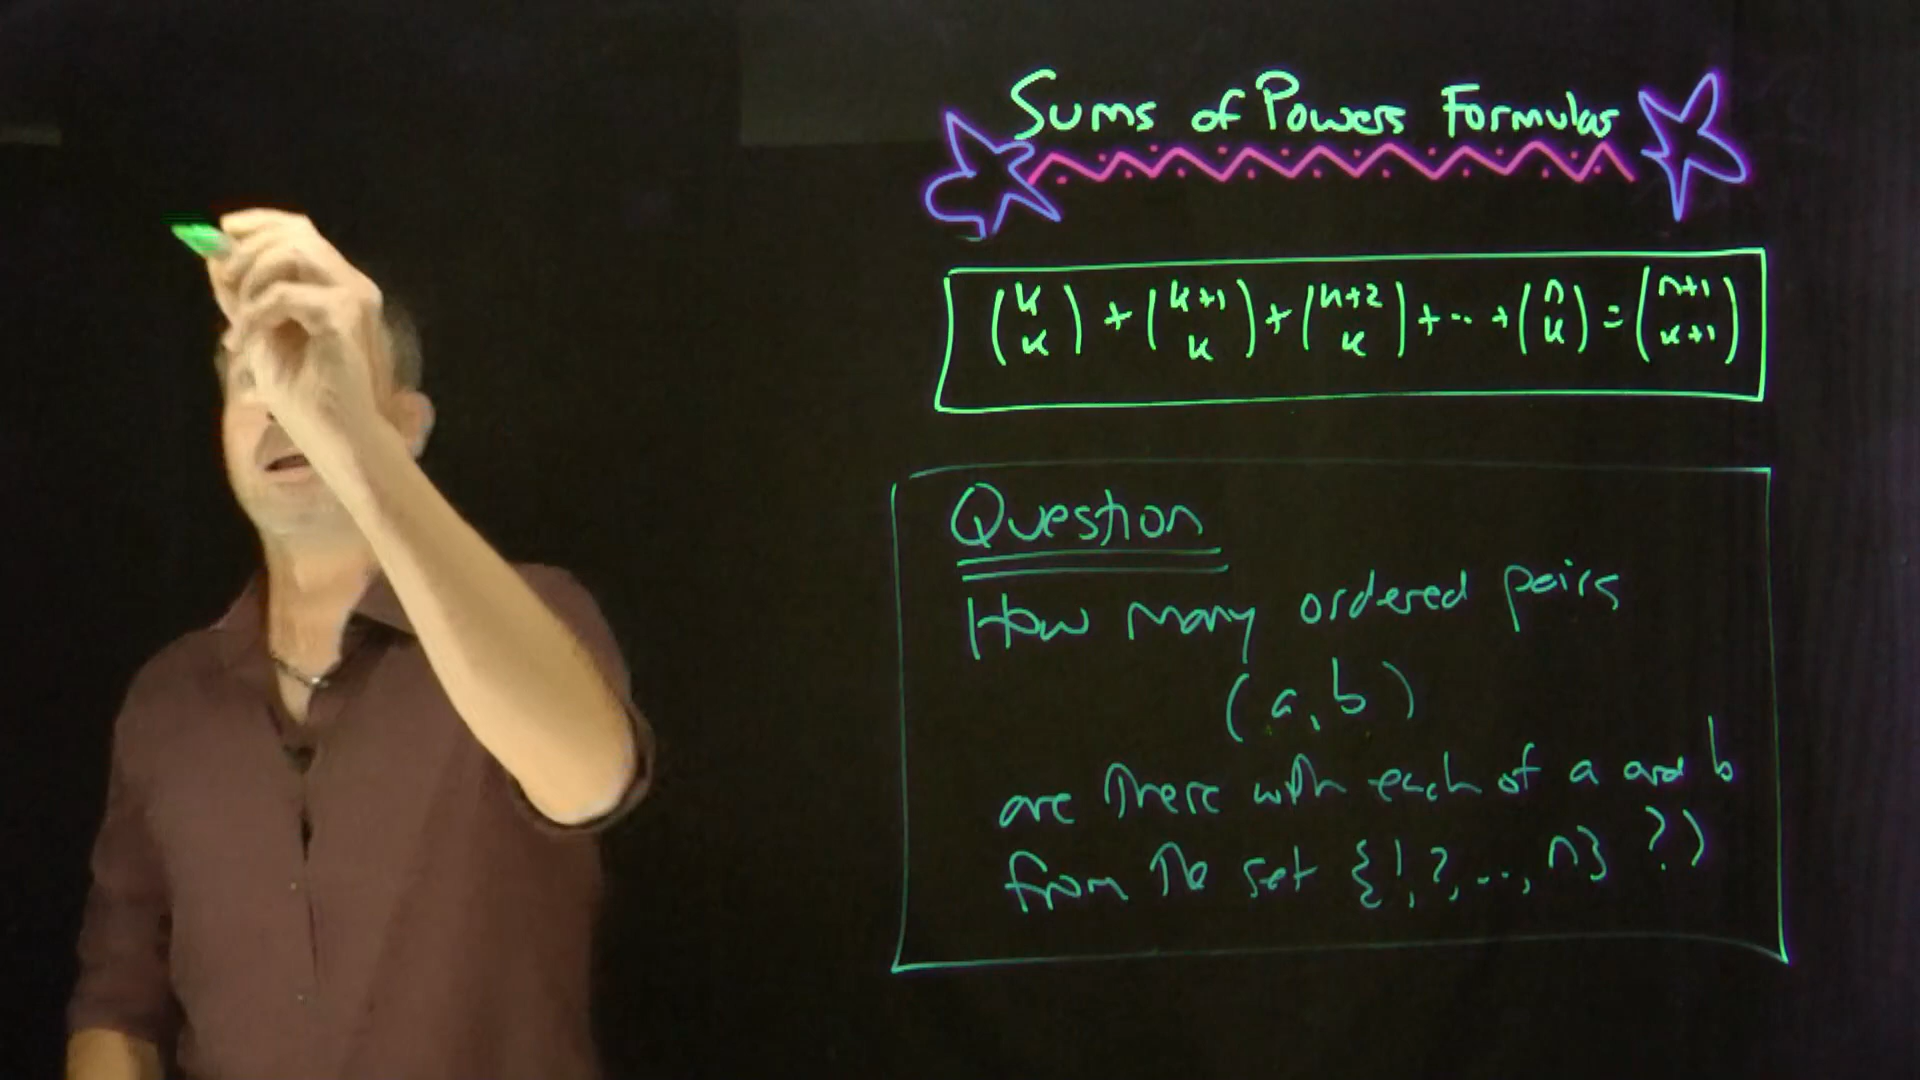 Sums of Powers Formulas
(k k) + (k+1 k) + (k+2 k) + ... + (n k) = (n+1 k+1)
Question
How many ordered pairs
(a, b)
are there with each of a and b
from the set {1, 2, ..., n} ?)